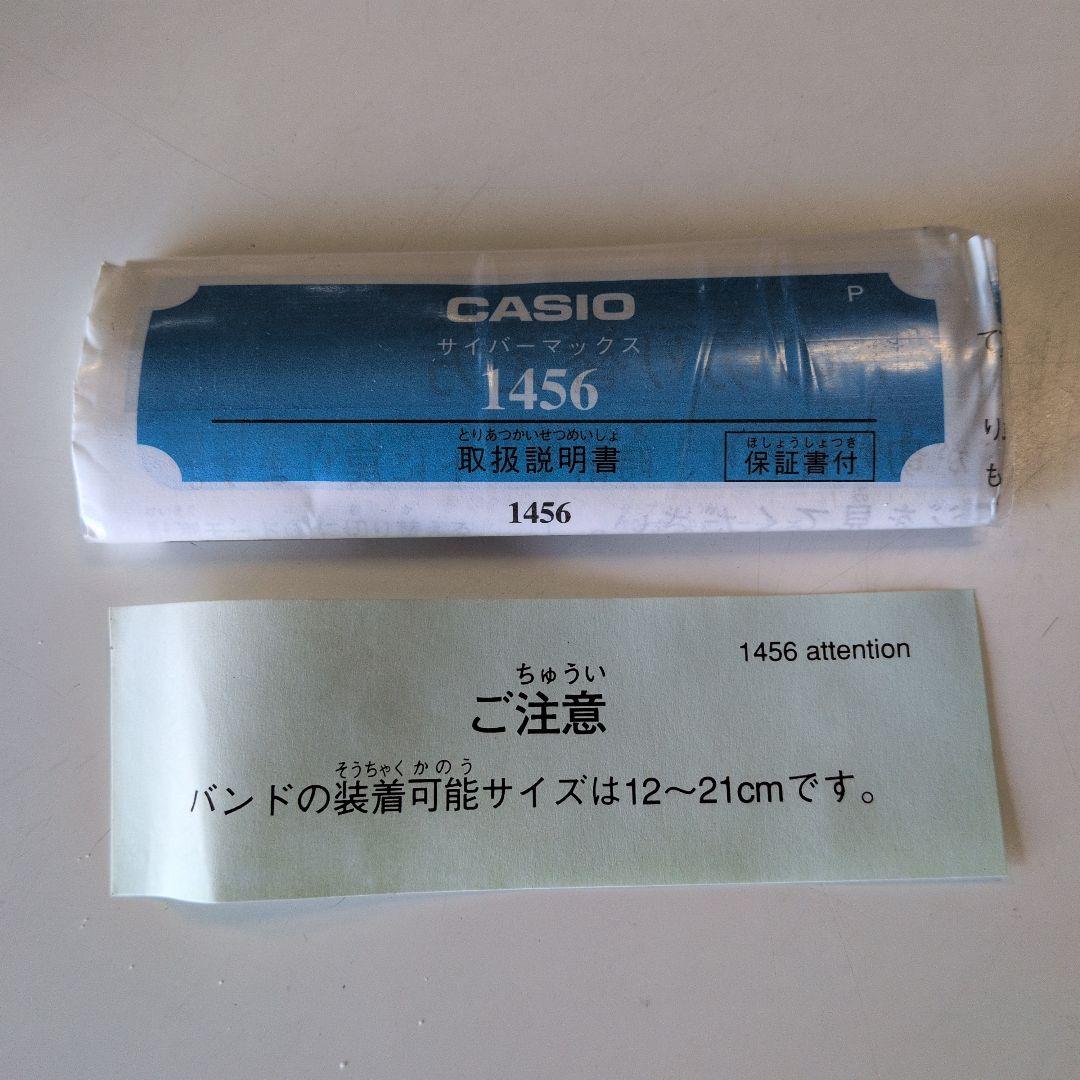 CASIO
P
サイバーマックス
1456
とりあつかいせつめいしょ
取扱説明書
ほしょうしょつき
保証書付
1456
て
り
も
1456 attention
ちゅうい
ご注意
そうちゃくかのう
バンドの装着可能サイズは12～21cmです。